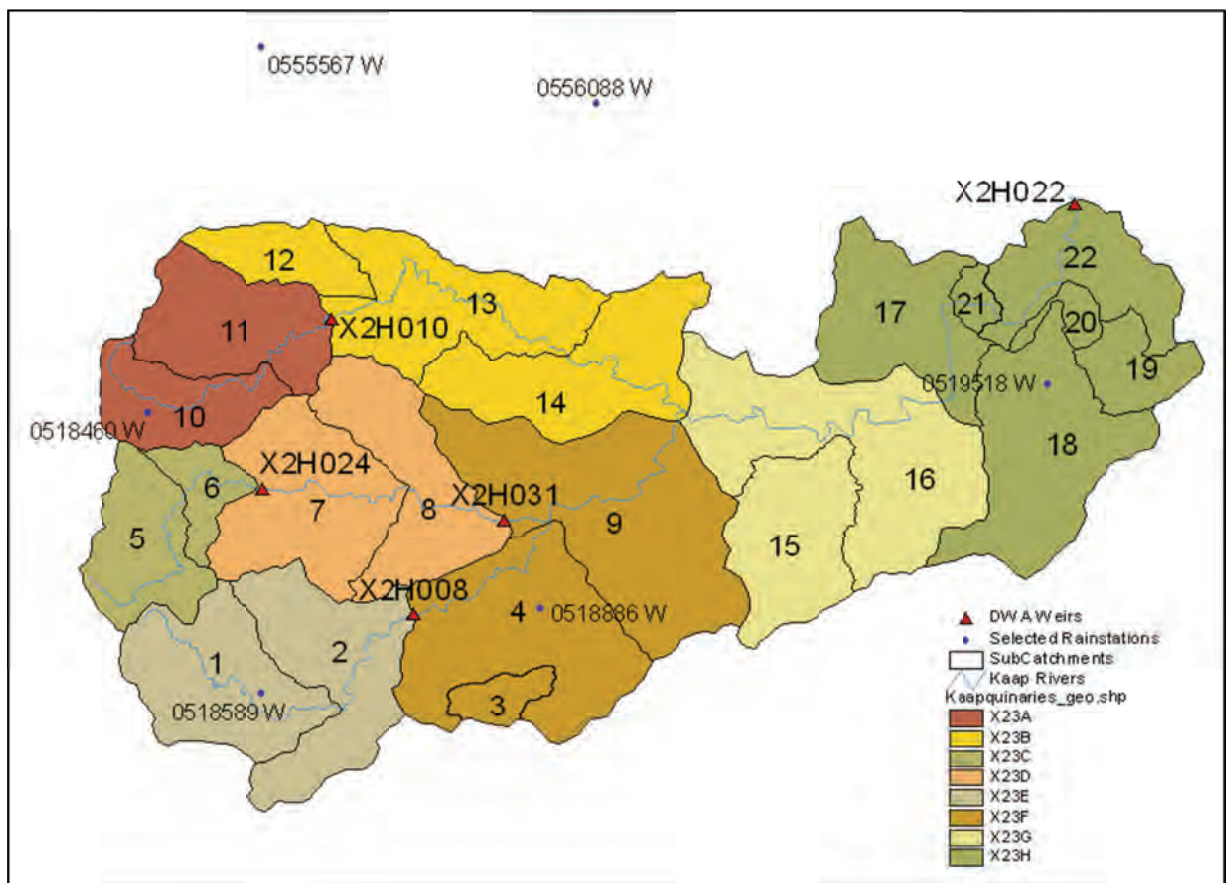 0555567 W
0556088 W
X2H022
12
22
13
17
21
X2H010
11
20
19
0519518 W
14
10
0518460 W
18
X2H024
6
16
X2H031
7
8
9
5
15
X2H008
4
0518886 W
2
1
3
0518589 W
DWA Weirs
Selected Rainstations
SubCatchments
Kaap Rivers
Kaapquinaries_geo.shp
X23A
X23B
X23C
X23D
X23E
X23F
X23G
X23H